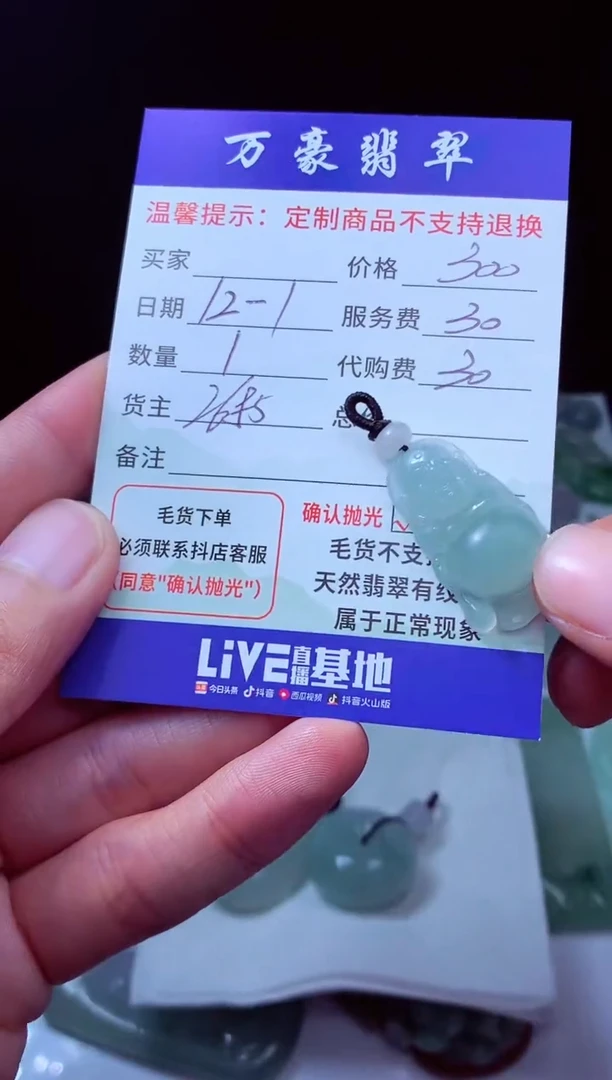 万豪翡翠
温馨提示：定制商品不支持退换
买家 价格 300
日期 12-1 服务费 30
数量 1 代购费 30
货主 总
备注
毛货下单
必须联系抖店客服
（同意"确认抛光"）
确认抛光
毛货不支
天然翡翠有纹
属于正常现象
LiVE直播基地
今日头条 抖音 西瓜视频 抖音火山版